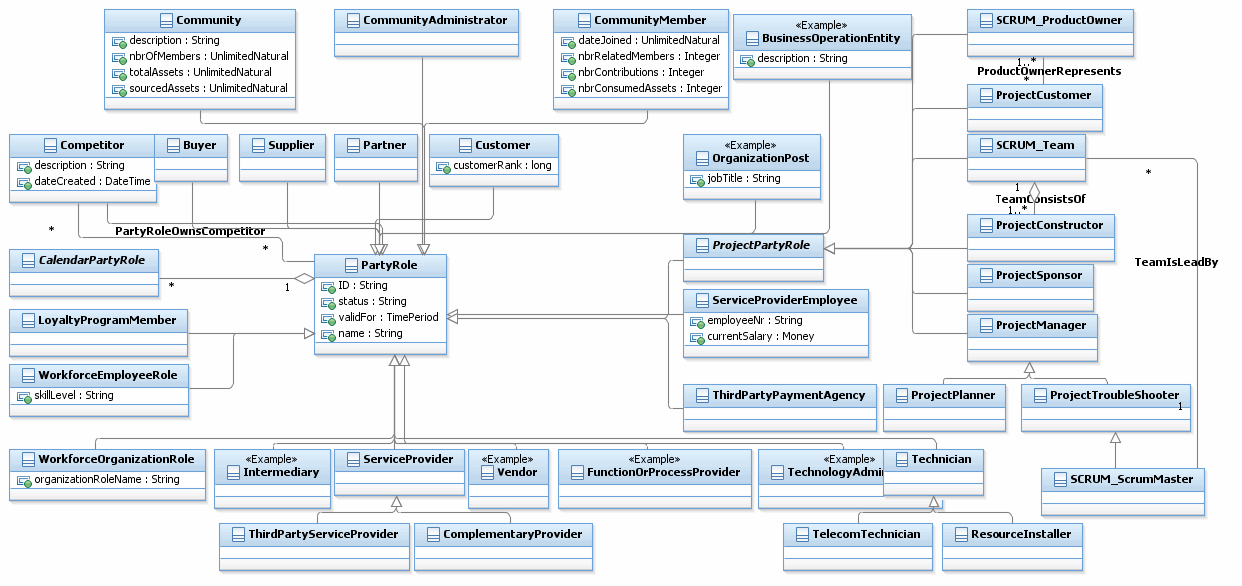 Community
description : String
nbrOfMembers : UnlimitedNatural
totalAssets : UnlimitedNatural
sourcedAssets : UnlimitedNatural
CommunityAdministrator
CommunityMember
dateJoined : UnlimitedNatural
nbrRelatedMembers : Integer
nbrContributions : Integer
nbrConsumedAssets : Integer
«Example»
BusinessOperationEntity
description : String
SCRUM_ProductOwner
1..*
ProductOwnerRepresents
*
ProjectCustomer
Competitor
description : String
dateCreated : DateTime
Buyer
Supplier
Partner
Customer
customerRank : long
«Example»
OrganizationPost
jobTitle : String
SCRUM_Team
*
1
TeamConsistsOf
1..*
ProjectConstructor
*
PartyRoleOwnsCompetitor
*
CalendarPartyRole
*
1
PartyRole
ID : String
status : String
validFor : TimePeriod
name : String
ProjectPartyRole
TeamIsLeadBy
ProjectSponsor
ServiceProviderEmployee
employeeNr : String
currentSalary : Money
LoyaltyProgramMember
ProjectManager
WorkforceEmployeeRole
skillLevel : String
ThirdPartyPaymentAgency
ProjectPlanner
ProjectTroubleShooter
1
WorkforceOrganizationRole
organizationRoleName : String
«Example»
Intermediary
ServiceProvider
«Example»
Vendor
«Example»
FunctionOrProcessProvider
«Example»
TechnologyAdmi
Technician
SCRUM_ScrumMaster
ThirdPartyServiceProvider
ComplementaryProvider
TelecomTechnician
ResourceInstaller